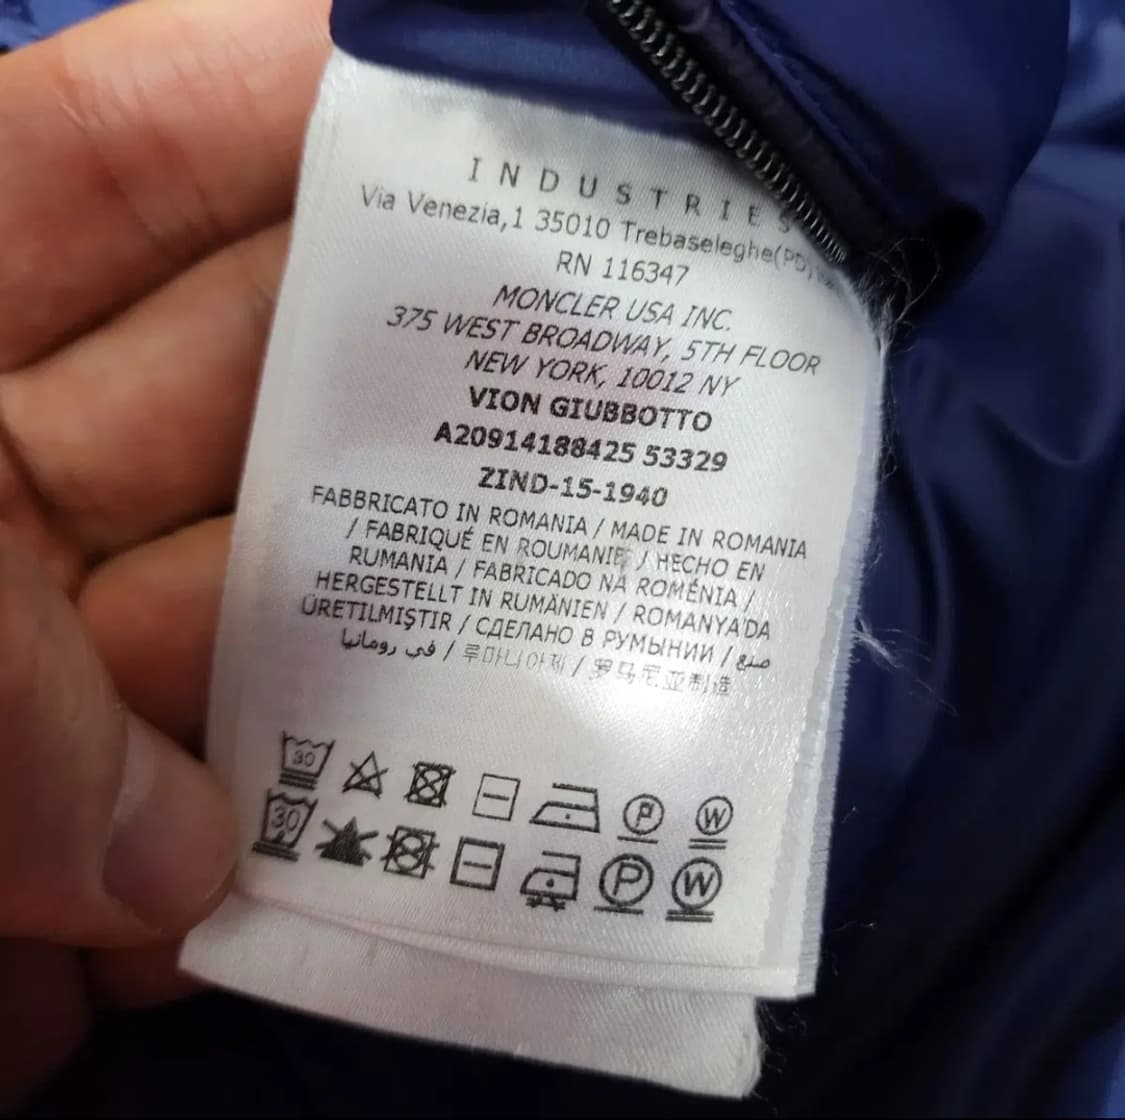 INDUSTRIES
Via Venezia,1 35010 Trebaseleghe(PD)
RN 116347
MONCLER USA INC.
375 WEST BROADWAY, 5TH FLOOR
NEW YORK, 10012 NY
VION GIUBBOTTO
A20914188425 53329
ZIND-15-1940
FABBRICATO IN ROMANIA / MADE IN ROMANIA
/ FABRIQUÉ EN ROUMANIE / HECHO EN
RUMANIA / FABRICADO NA ROMÉNIA /
HERGESTELLT IN RUMÄNIEN / ROMANYA'DA
ÜRETILMIŞTIR / СДЕЛАНО В РУМЫНИИ / صنع
في رومانيا / 루마니아제 / 罗马尼亚制造
30 P W
30 P W